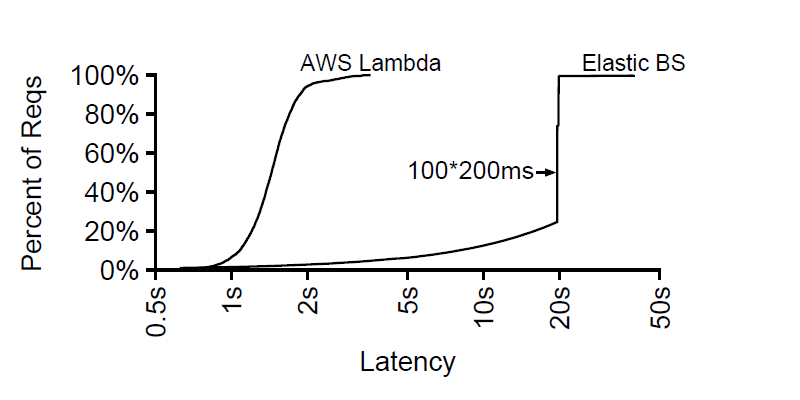 AWS Lambda
Elastic BS
Percent of Reqs
100%
80%
60%
40%
20%
0%
100*200ms
0.5s
1s
2s
5s
10s
20s
50s
Latency